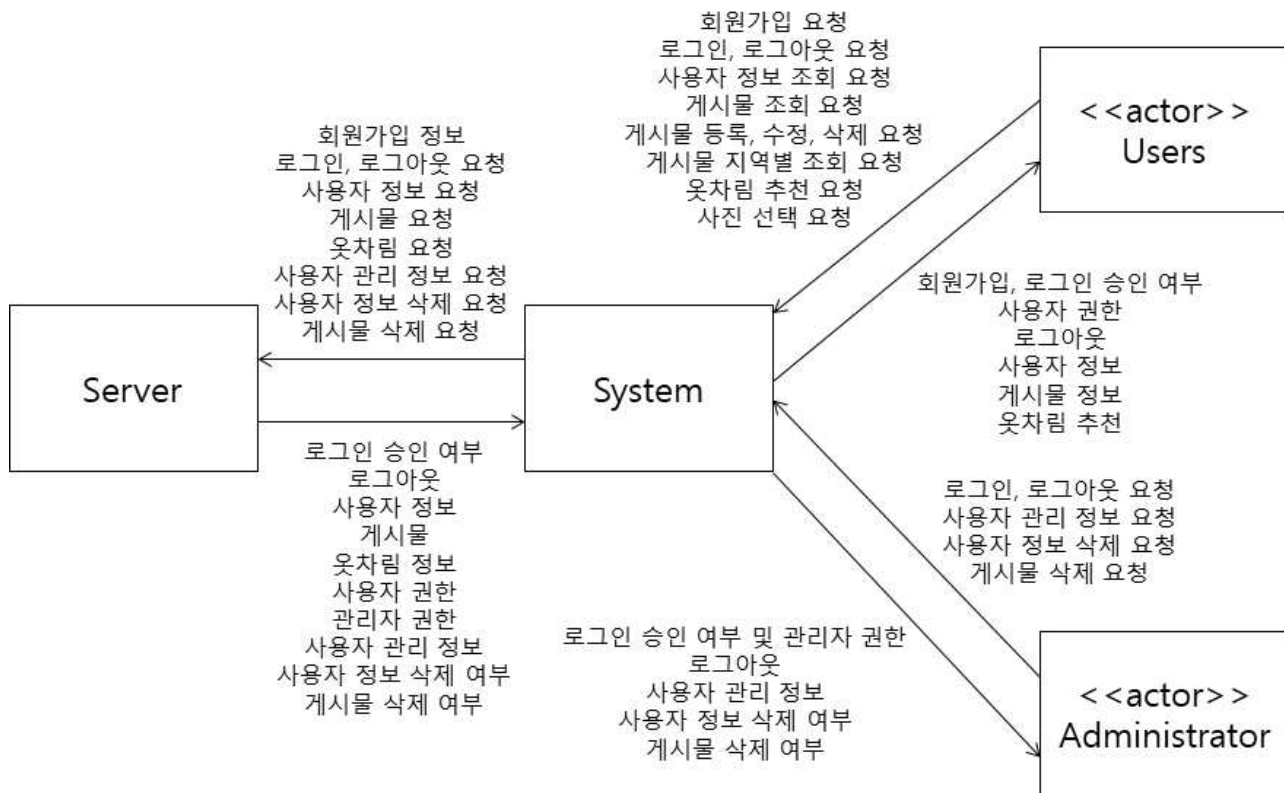 회원가입 요청
로그인, 로그아웃 요청
사용자 정보 조회 요청
게시물 조회 요청
게시물 등록, 수정, 삭제 요청
게시물 지역별 조회 요청
옷차림 추천 요청
사진 선택 요청
<<actor>>
Users
회원가입 정보
로그인, 로그아웃 요청
사용자 정보 요청
게시물 요청
옷차림 요청
사용자 관리 정보 요청
사용자 정보 삭제 요청
게시물 삭제 요청
회원가입, 로그인 승인 여부
사용자 권한
로그아웃
사용자 정보
게시물 정보
옷차림 추천
Server
System
로그인 승인 여부
로그아웃
사용자 정보
게시물
옷차림 정보
사용자 권한
관리자 권한
사용자 관리 정보
사용자 정보 삭제 여부
게시물 삭제 여부
로그인, 로그아웃 요청
사용자 관리 정보 요청
사용자 정보 삭제 요청
게시물 삭제 요청
로그인 승인 여부 및 관리자 권한
로그아웃
사용자 관리 정보
사용자 정보 삭제 여부
게시물 삭제 여부
<<actor>>
Administrator